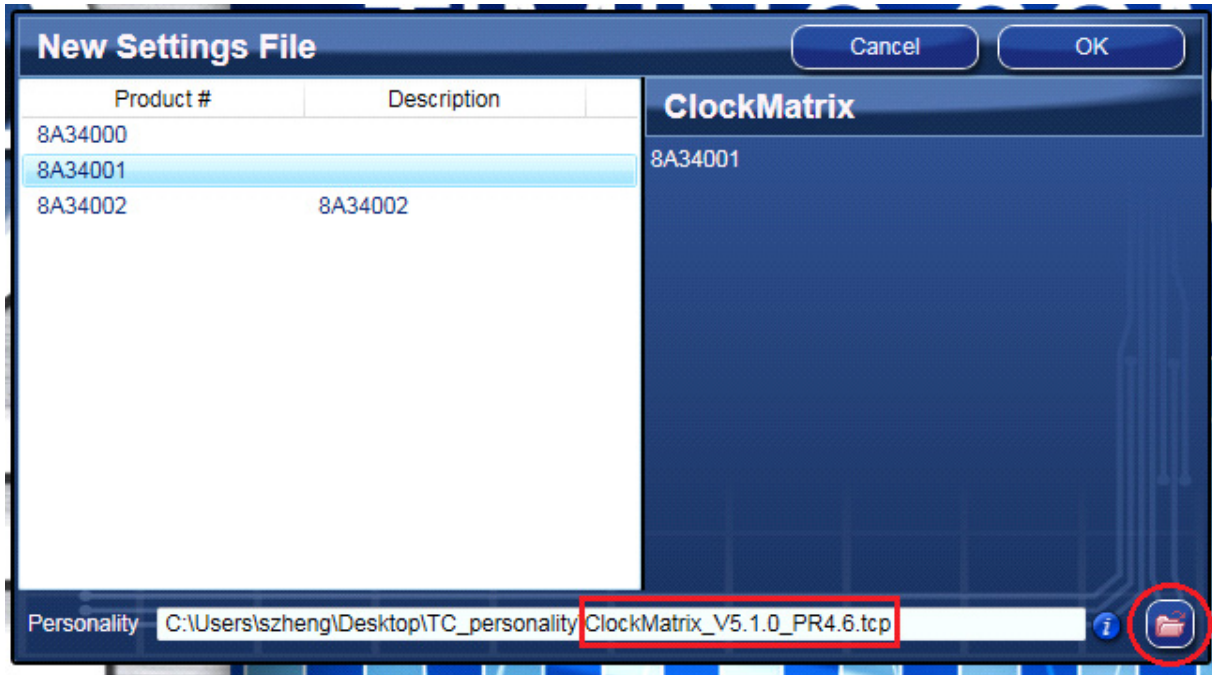 New Settings File Cancel OK
Product # Description
ClockMatrix
8A34000
8A34001
8A34001
8A34002 8A34002
Personality C:\Users\szheng\Desktop\TC_personality ClockMatrix_V5.1.0_PR4.6.tcp i